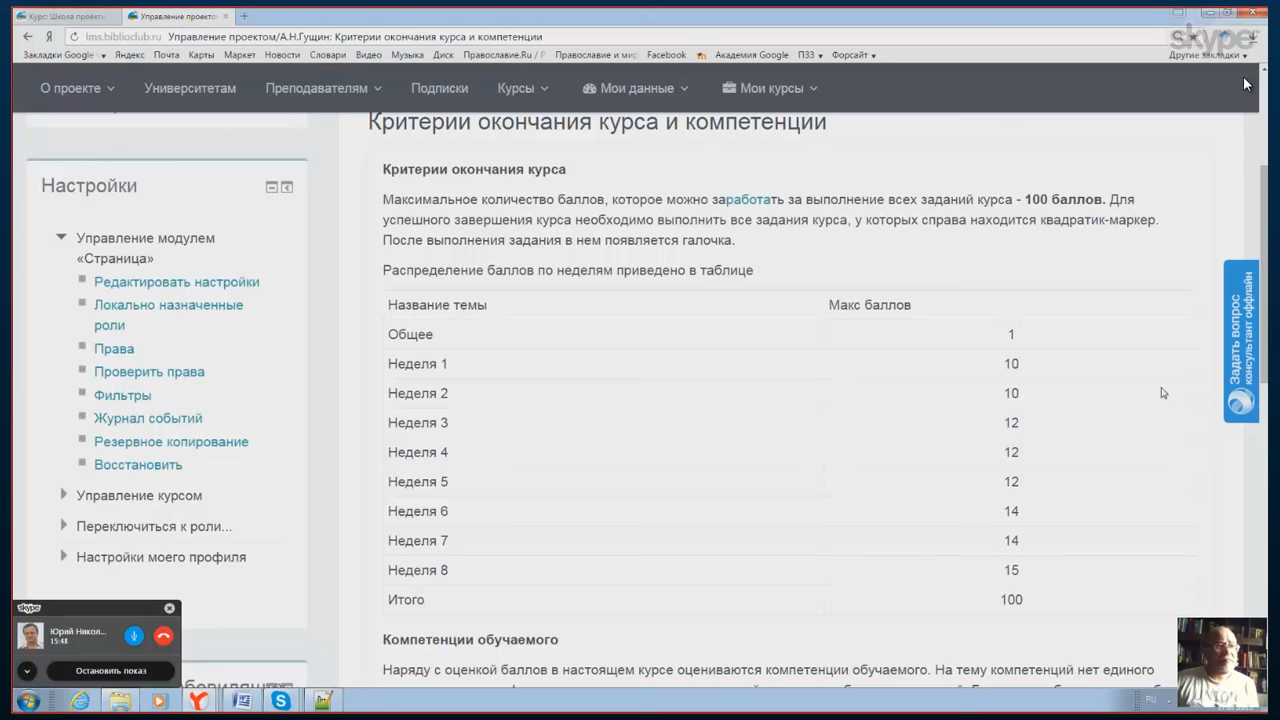 Курс: Школа проектн
Управление проектом
lms.biblioclub.ru Управление проектом/А.Н.Гущин: Критерии окончания курса и компетенции
skype
Закладки Google Яндекс Почта Карты Маркет Новости Словари Видео Музыка Диск Православие.Ru / Р Православие и мир Facebook Академия Google ПЗЗ Форсайт Другие закладки
О проекте Университетам Преподавателям Подписки Курсы Мои данные Мои курсы
Критерии окончания курса и компетенции
Настройки
Управление модулем
«Страница»
Редактировать настройки
Локально назначенные
роли
Права
Проверить права
Фильтры
Журнал событий
Резервное копирование
Восстановить
Управление курсом
Переключиться к роли...
Настройки моего профиля
Критерии окончания курса
Максимальное количество баллов, которое можно заработать за выполнение всех заданий курса - 100 баллов. Для
успешного завершения курса необходимо выполнить все задания курса, у которых справа находится квадратик-маркер.
После выполнения задания в нем появляется галочка.
Распределение баллов по неделям приведено в таблице
Название темы Макс баллов
Общее 1
Неделя 1 10
Неделя 2 10
Неделя 3 12
Неделя 4 12
Неделя 5 12
Неделя 6 14
Неделя 7 14
Неделя 8 15
Итого 100
Компетенции обучаемого
Наряду с оценкой баллов в настоящем курсе оцениваются компетенции обучаемого. На тему компетенций нет единого
Задать вопрос
консультант оффлайн
skype
Юрий Никол...
15:48
Остановить показ
RU